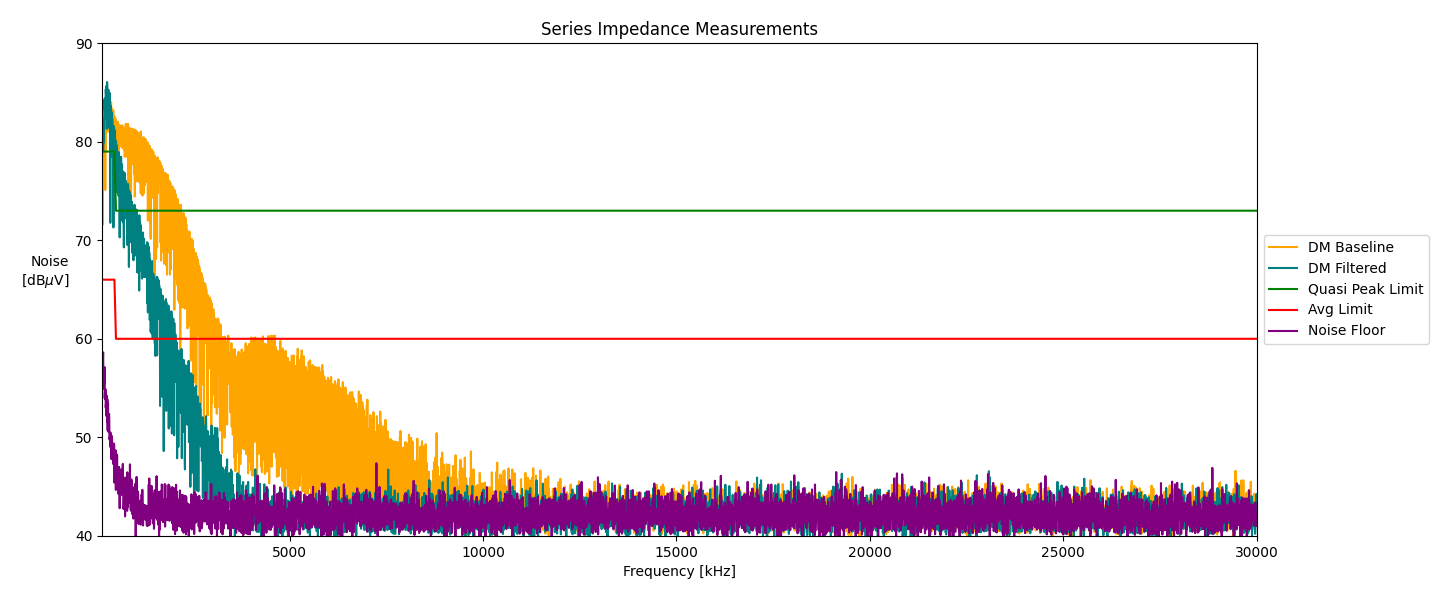 Series Impedance Measurements
90
80
70
60
50
40
Noise
[dBμV]
5000
10000
15000
20000
25000
30000
Frequency [kHz]
DM Baseline
DM Filtered
Quasi Peak Limit
Avg Limit
Noise Floor